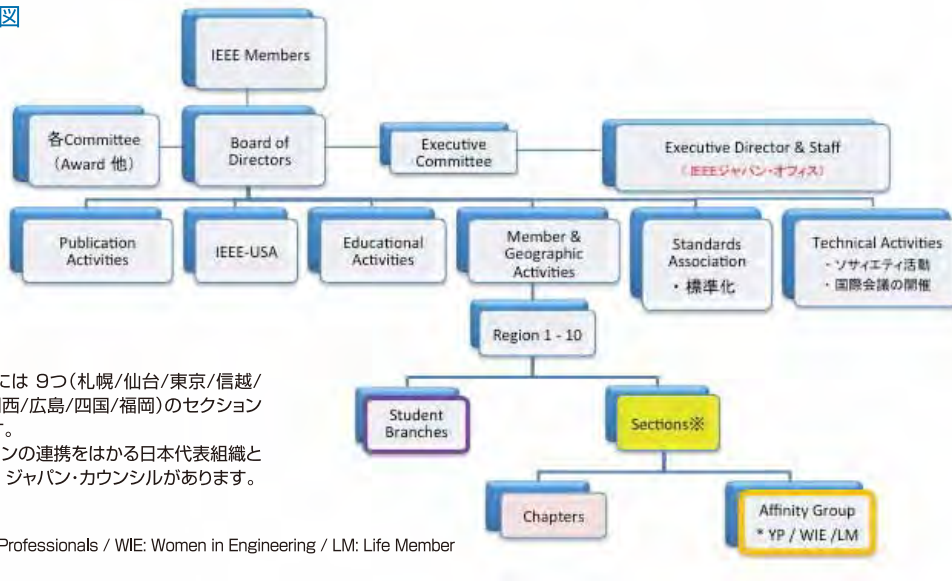 図
IEEE Members
各Committee
（Award 他）
Board of
Directors
Executive
Committee
Executive Director & Staff
（IEEEジャパン・オフィス）
Publication
Activities
IEEE-USA
Educational
Activities
Member &
Geographic
Activities
Standards
Association
・標準化
Technical Activities
・ソサイエティ活動
・国際会議の開催
Region 1 - 10
Student
Branches
Sections※
Chapters
Affinity Group
* YP / WIE /LM
には 9つ（札幌/仙台/東京/信越/
西/広島/四国/福岡）のセクション
す。
ンの連携をはかる日本代表組織と
ジャパン・カウンシルがあります。
Professionals / WIE: Women in Engineering / LM: Life Member